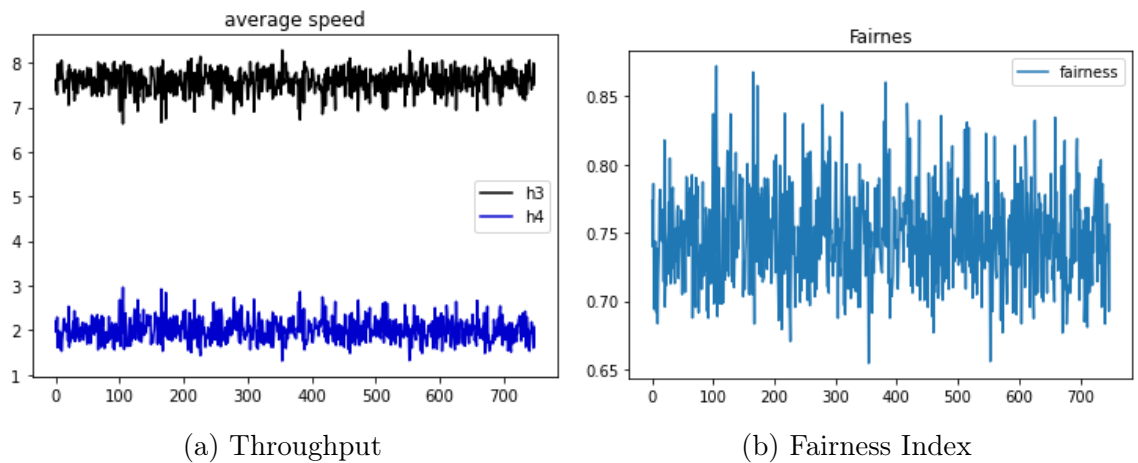 average speed
8
7
6
5
4
3
2
1
h3
h4
0 100 200 300 400 500 600 700
(a) Throughput
Fairnes
0.85
0.80
0.75
0.70
0.65
fairness
0 100 200 300 400 500 600 700
(b) Fairness Index